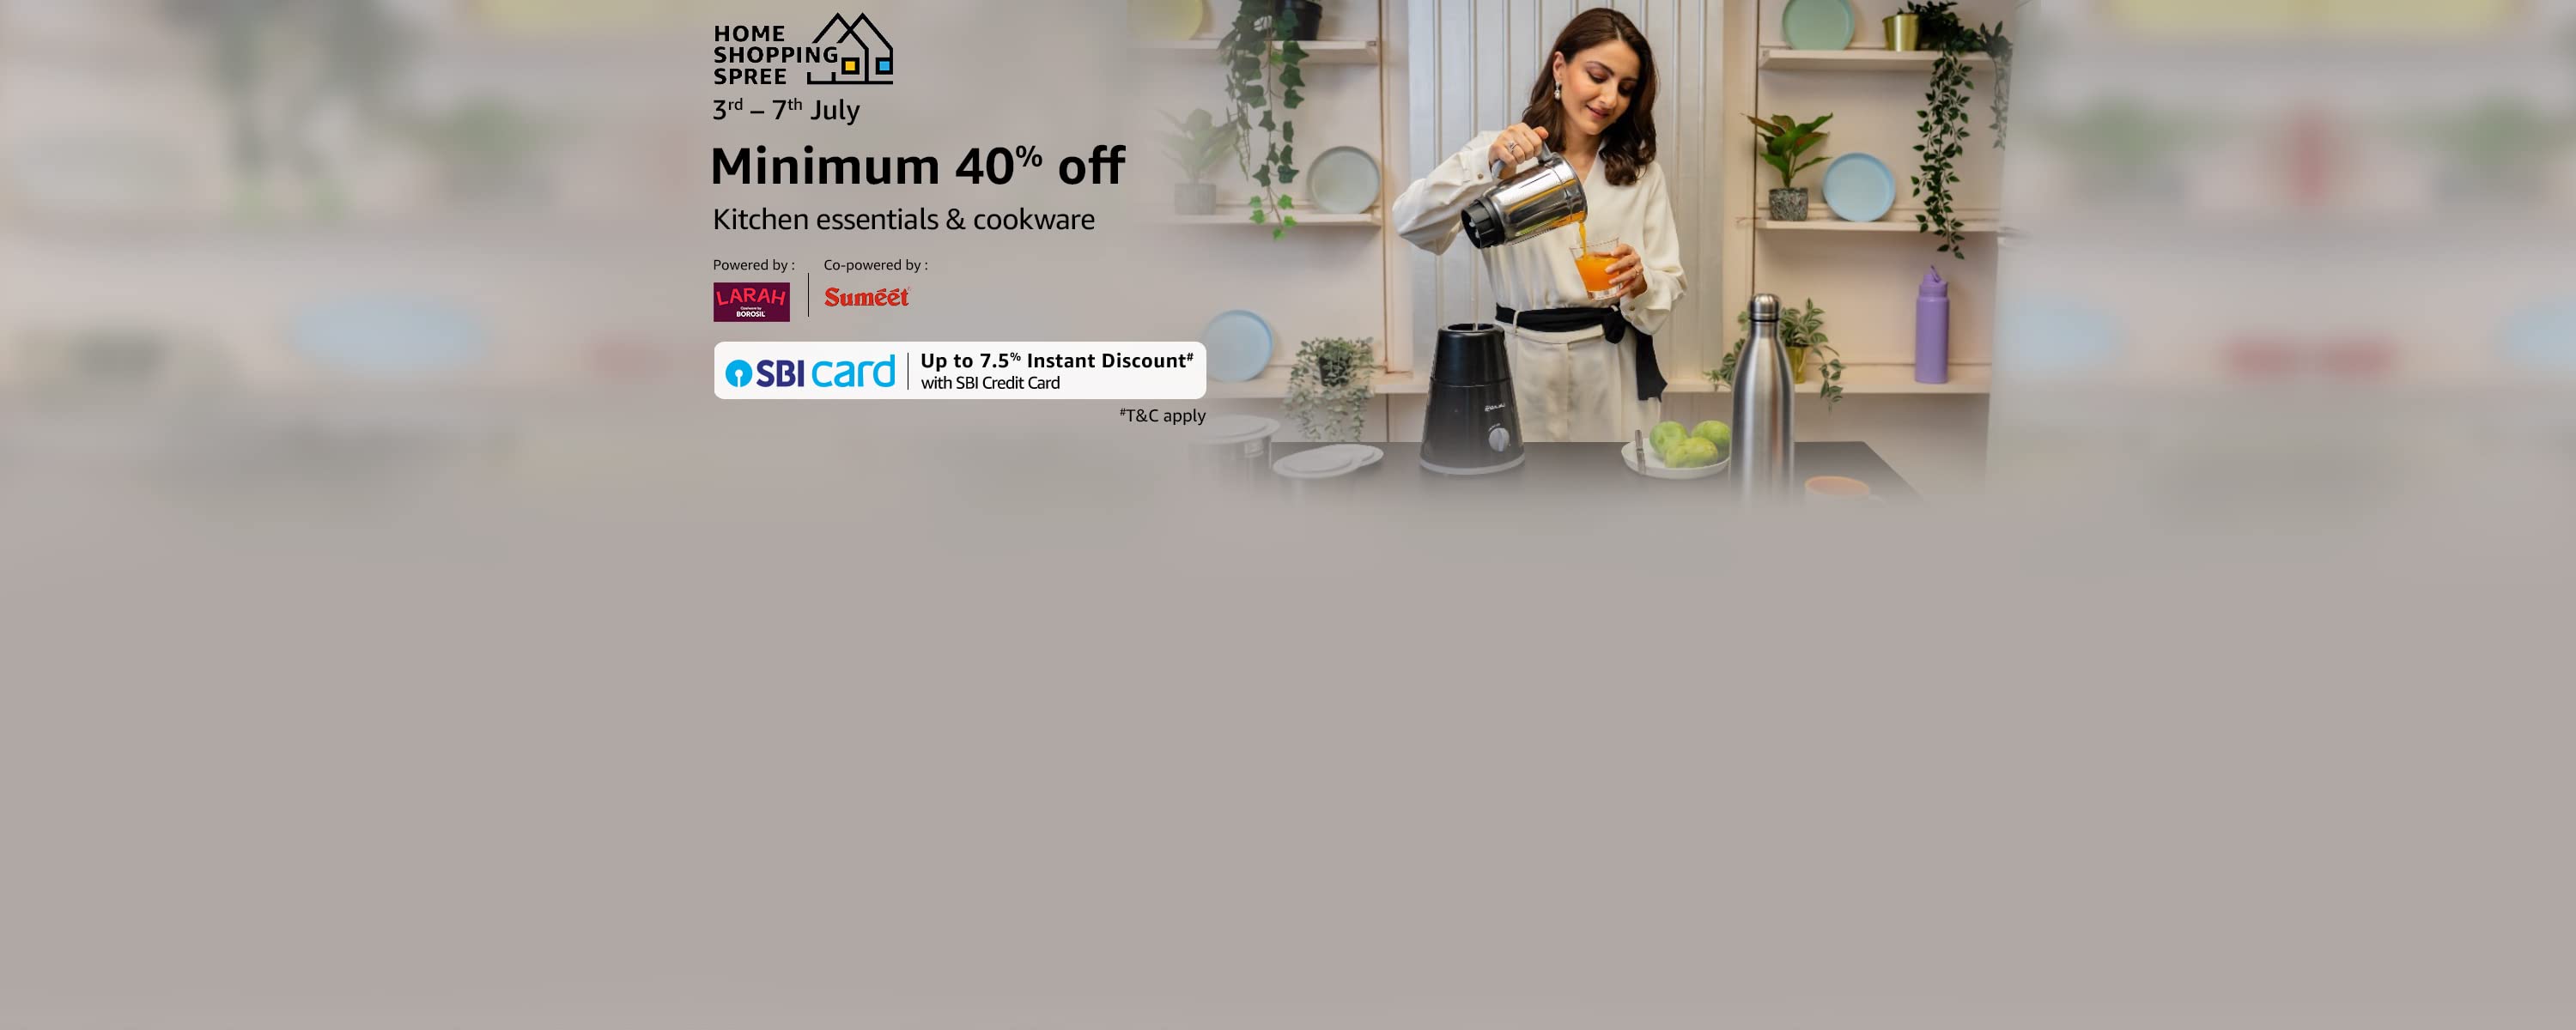 HOME
SHOPPING
SPREE
3rd – 7th July
Minimum 40% off
Kitchen essentials & cookware
Powered by : Co-powered by :
LARAH
BOROSIL
Suméét
SBI card
Up to 7.5% Instant Discount#
with SBI Credit Card
#T&C apply